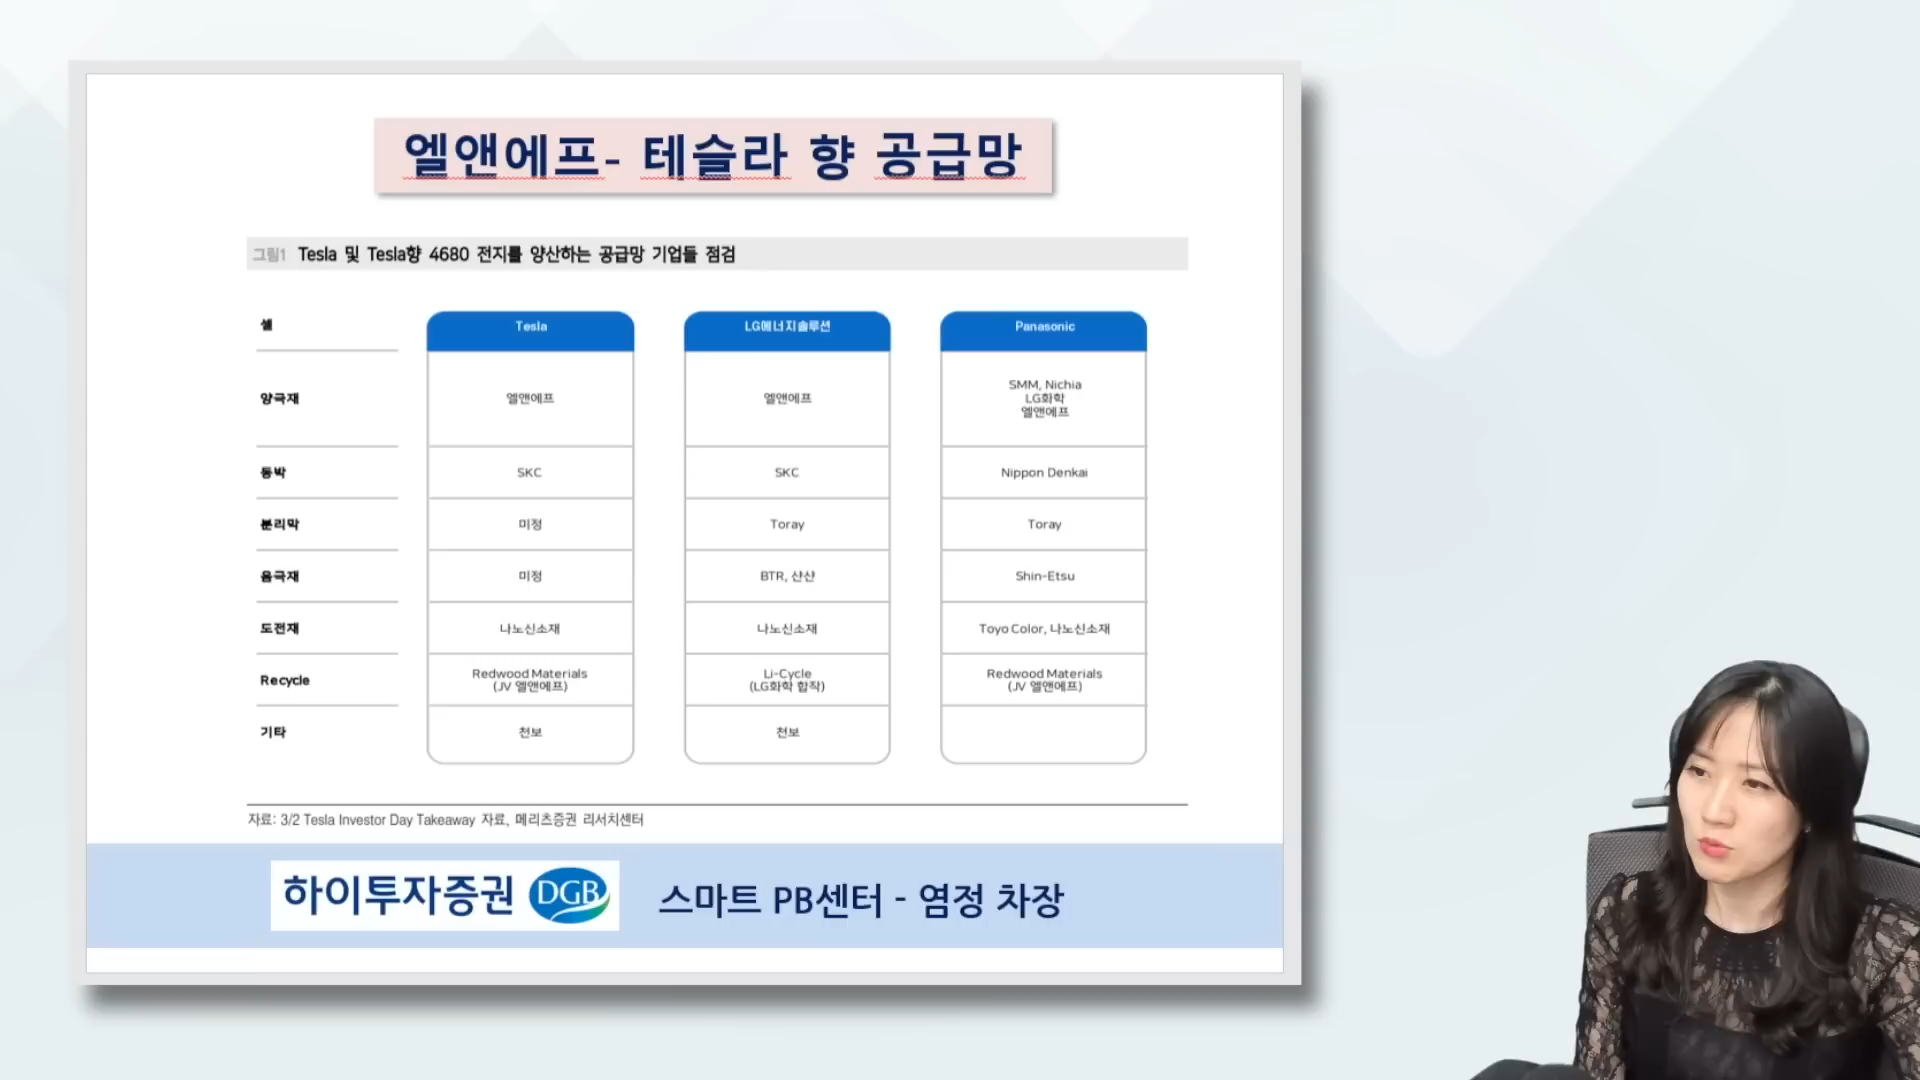 엘앤에프- 테슬라 향 공급망
그림1 Tesla 및 Tesla향 4680 전지를 양산하는 공급망 기업들 점검
셀 Tesla LG에너지솔루션 Panasonic
양극재 엘앤에프 엘앤에프 SMM, Nichia
LG화학
엘앤에프
동박 SKC SKC Nippon Denkai
분리막 미정 Toray Toray
음극재 미정 BTR, 샨샨 Shin-Etsu
도전재 나노신소재 나노신소재 Toyo Color, 나노신소재
Recycle Redwood Materials Li-Cycle Redwood Materials
(JV 엘앤에프) (LG화학 합작) (JV 엘앤에프)
기타 천보 천보
자료: 3/2 Tesla Investor Day Takeaway 자료, 메리츠증권 리서치센터
하이투자증권 DGB 스마트 PB센터 - 염정 차장